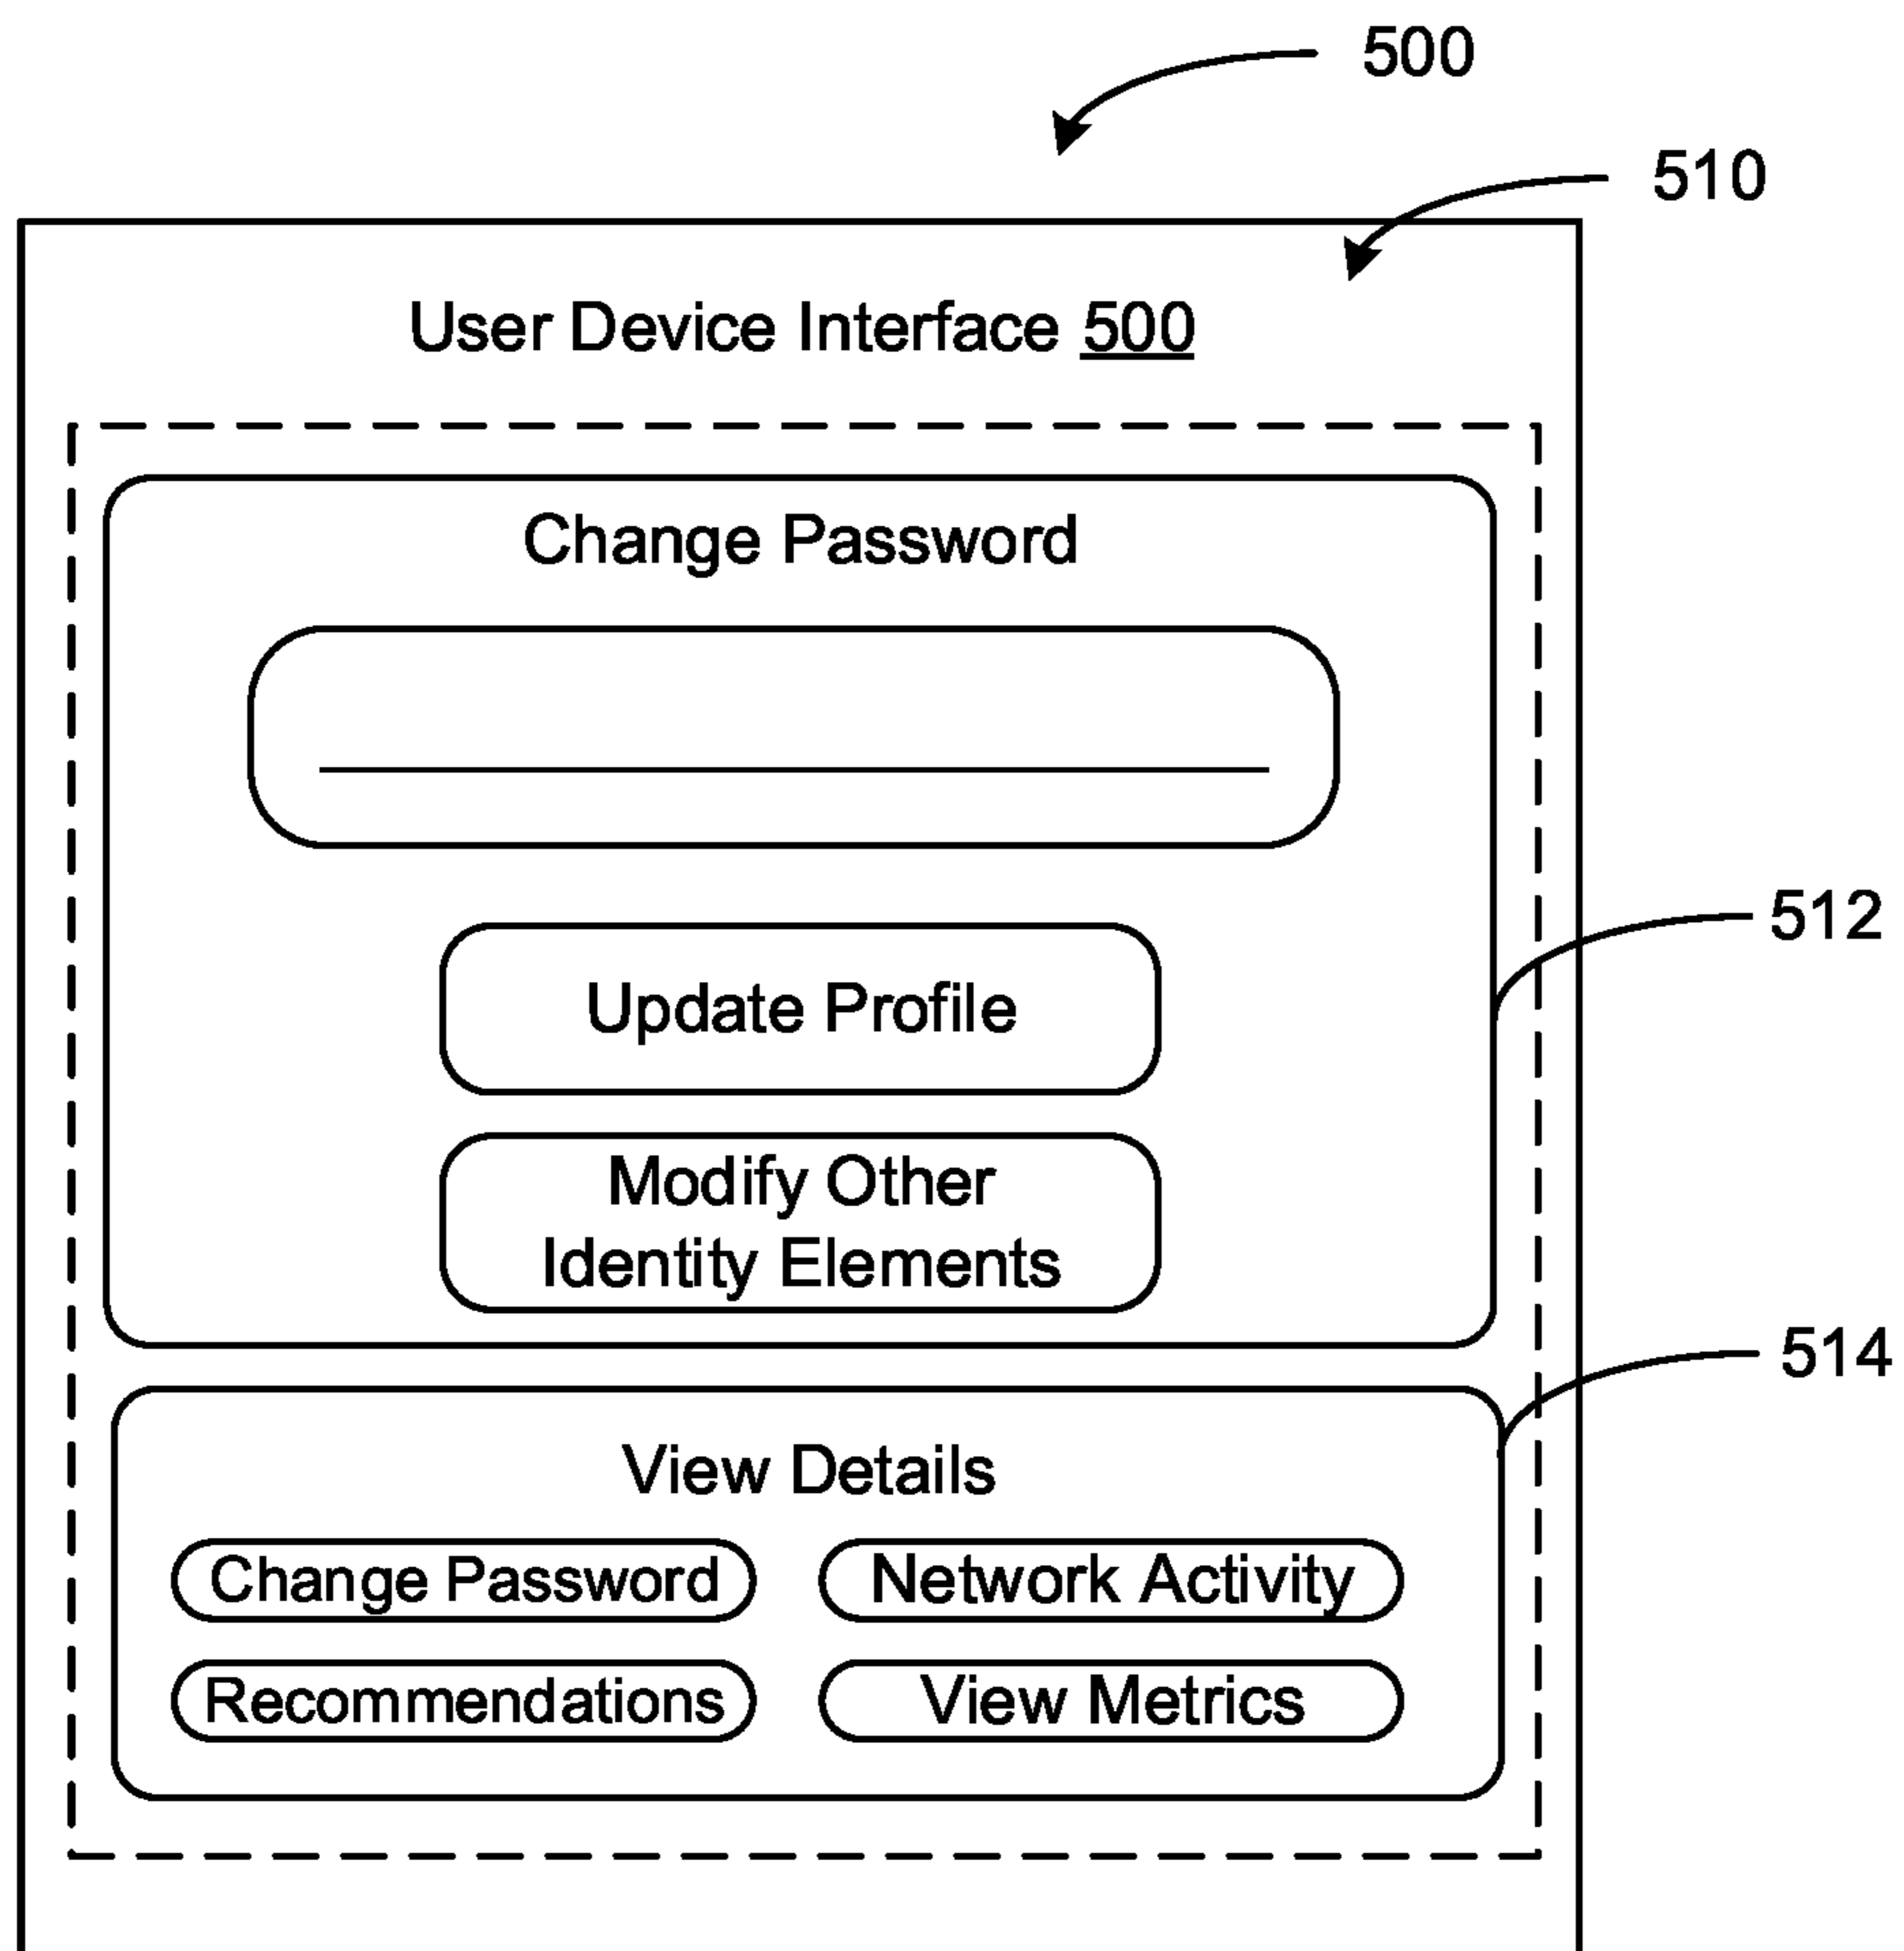 500
510
User Device Interface 500
Change Password
Update Profile
512
Modify Other
Identity Elements
514
View Details
Change Password
Network Activity
Recommendations
View Metrics